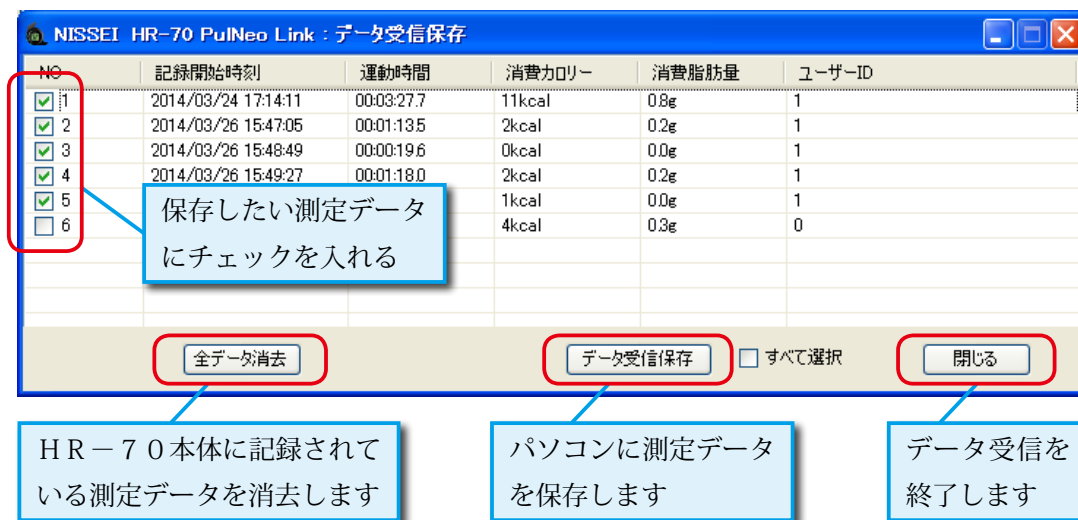 NISSEI HR-70 PulNeo Link : データ受信保存
NO 記録開始時刻 運動時間 消費カロリー 消費脂肪量 ユーザーID
1 2014/03/24 17:14:11 00:03:27.7 11kcal 0.8g 1
2 2014/03/26 15:47:05 00:01:13.5 2kcal 0.2g 1
3 2014/03/26 15:48:49 00:00:19.6 0kcal 0.0g 1
4 2014/03/26 15:49:27 00:01:18.0 2kcal 0.2g 1
5 1kcal 0.0g 1
6 4kcal 0.3g 0
保存したい測定データ
にチェックを入れる
全データ消去 データ受信保存 すべて選択 閉じる
HR－70本体に記録されて
いる測定データを消去します
パソコンに測定データ
を保存します
データ受信を
終了します